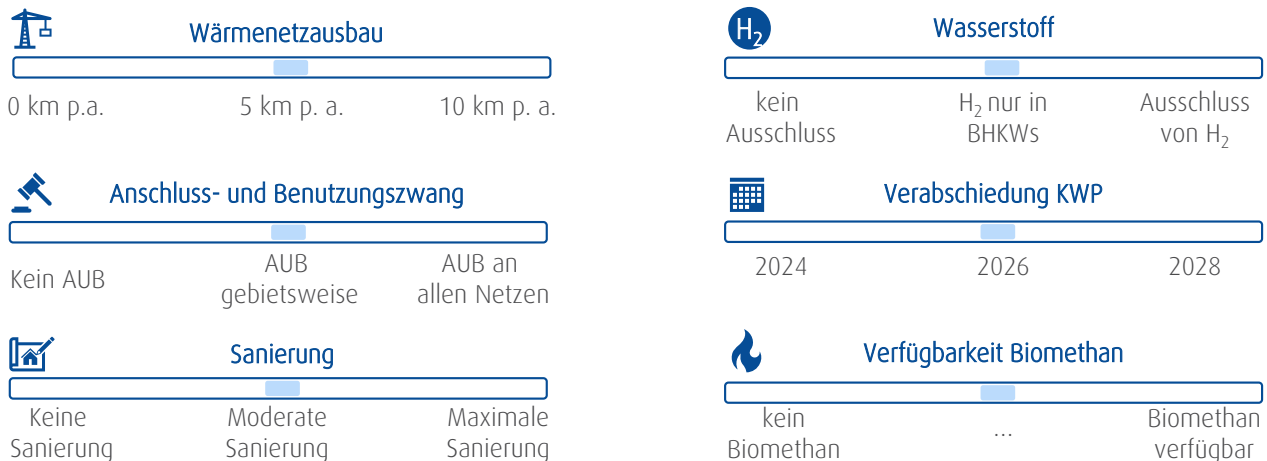 Wärmenetzausbau
0 km p.a.
5 km p. a.
10 km p. a.
Anschluss- und Benutzungszwang
Kein AUB
AUB
gebietsweise
AUB an
allen Netzen
Sanierung
Keine
Sanierung
Moderate
Sanierung
Maximale
Sanierung
H₂
Wasserstoff
kein
Ausschluss
H₂ nur in
BHKWs
Ausschluss
von H₂
Verabschiedung KWP
2024
2026
2028
Verfügbarkeit Biomethan
kein
Biomethan
...
Biomethan
verfügbar